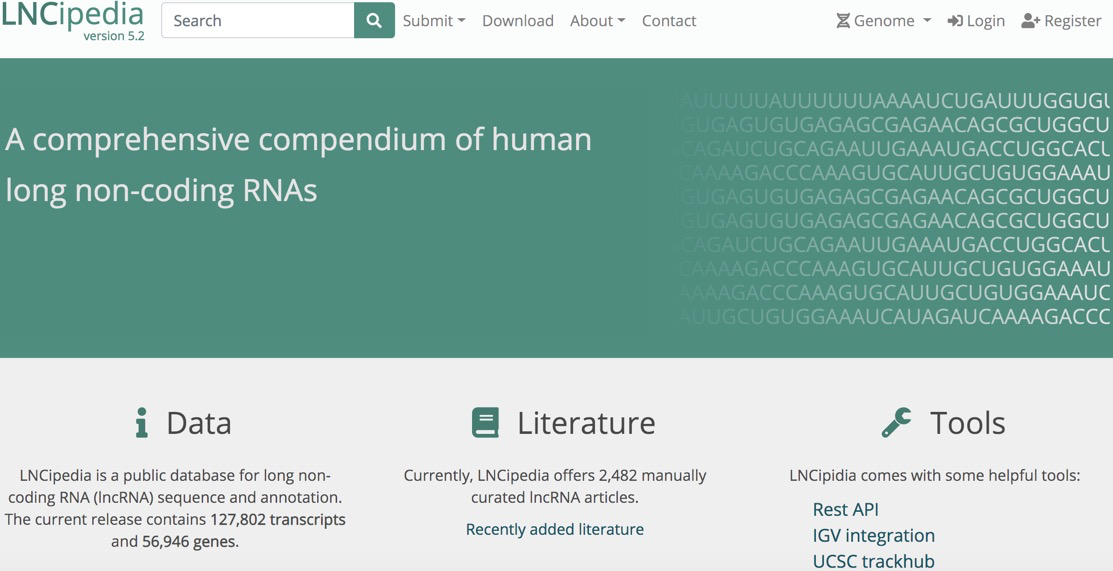 LNCipedia
version 5.2
Search
Submit
Download
About
Contact
Genome
Login
Register
A comprehensive compendium of human
long non-coding RNAs
AUUUUUAUUUUUUAAAAUCUGAUUUGGUGU
GUGAGUGUGAGAGCGAGAACAGCGCUGGCU
CAGAUCUGCAGAAUUGAAAUGACCUGGCACU
CAAAAGACCCAAAGUGCAUUGCUGUGGAAAU
GUGAGUGUGAGAGCGAGAACAGCGCUGGCU
GUGAGUGUGAGAGCGAGAACAGCGCUGGCU
CAGAUCUGCAGAAUUGAAAUGACCUGGCACU
CAAAAGACCCAAAGUGCAUUGCUGUGGAAAU
AAAAGACCCAAAGUGCAUUGCUGUGGAAAUC
AUUGCUGUGGAAAUCAUAGAUCAAAAGACCC
Data
LNCipedia is a public database for long non-
coding RNA (lncRNA) sequence and annotation.
The current release contains 127,802 transcripts
and 56,946 genes.
Literature
Currently, LNCipedia offers 2,482 manually
curated lncRNA articles.
Recently added literature
Tools
LNCipidia comes with some helpful tools:
Rest API
IGV integration
UCSC trackhub